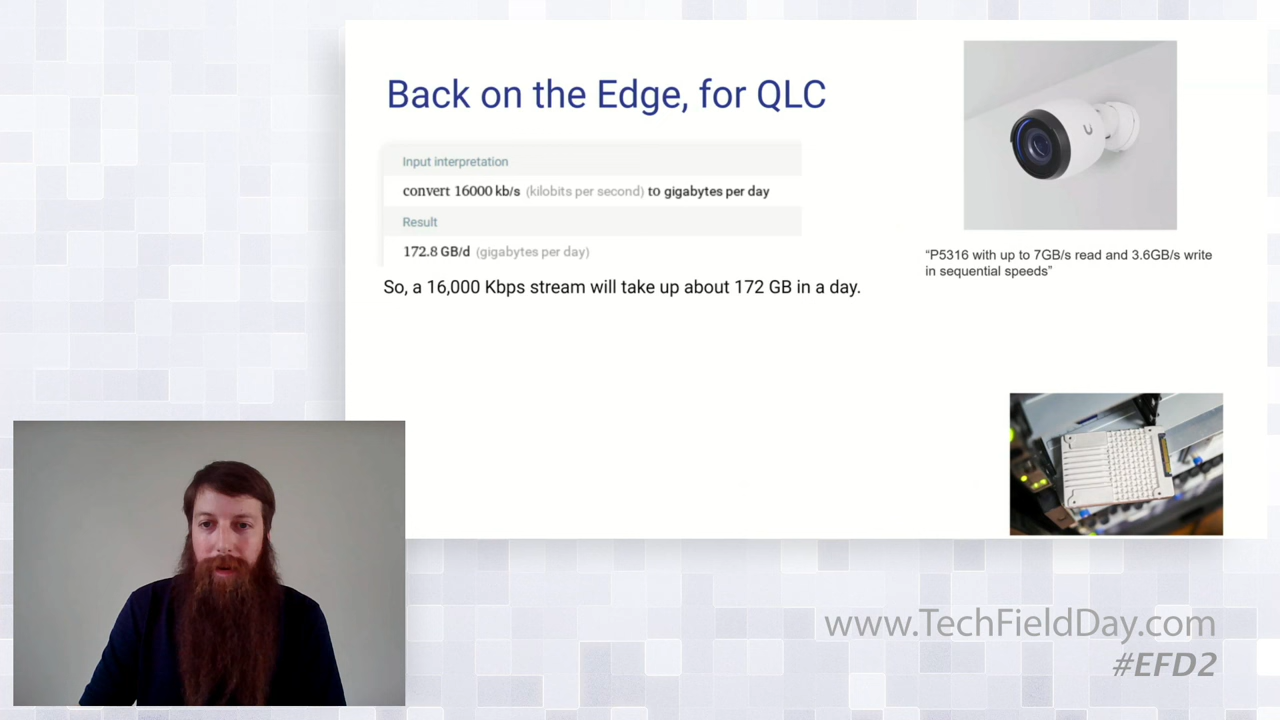 Back on the Edge, for QLC
Input interpretation
convert 16000 kb/s (kilobits per second) to gigabytes per day
Result
172.8 GB/d (gigabytes per day)
So, a 16,000 Kbps stream will take up about 172 GB in a day.
“P5316 with up to 7GB/s read and 3.6GB/s write
in sequential speeds”
www.TechFieldDay.com
#EFD2